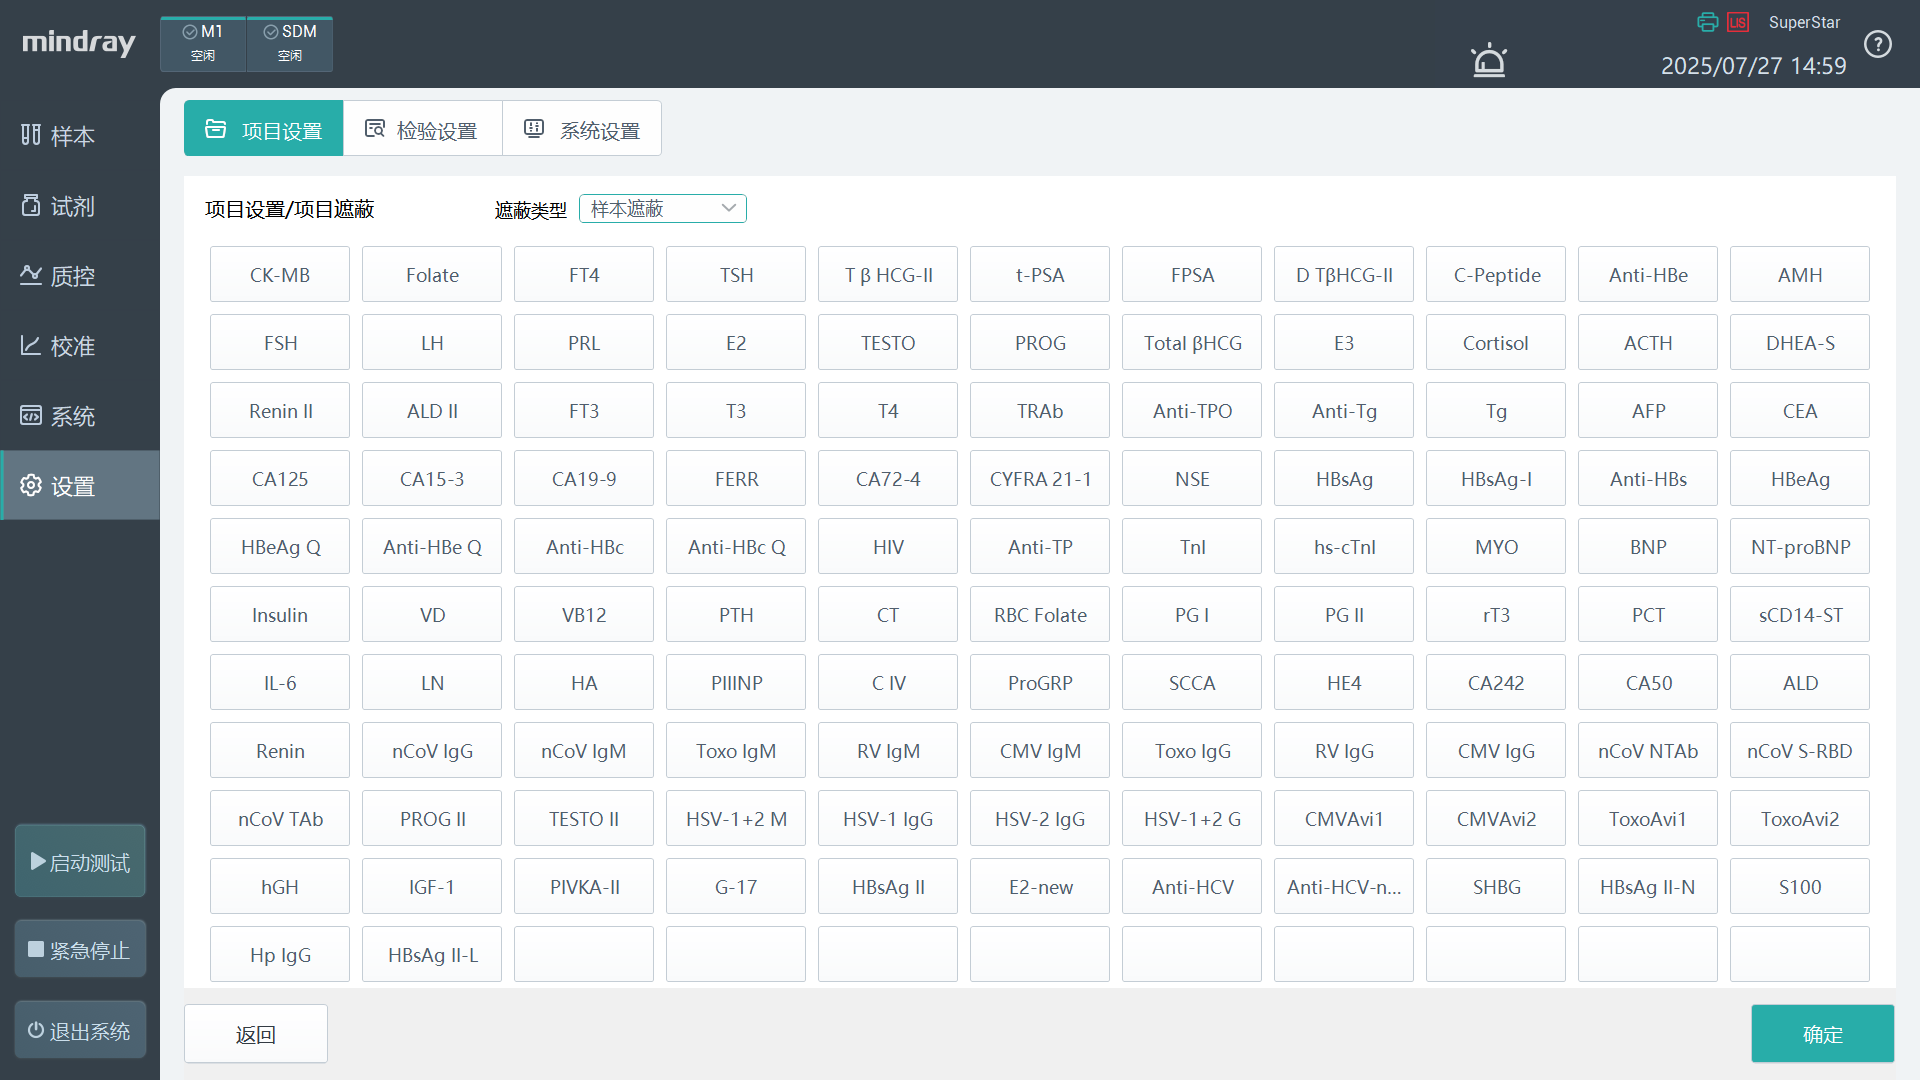 mindray
M1
空闲
SDM
空闲
LIS
SuperStar
2025/07/27 14:59
样本
试剂
质控
校准
系统
设置
启动测试
紧急停止
退出系统
项目设置
检验设置
系统设置
项目设置/项目遮蔽
遮蔽类型
样本遮蔽
CK-MB
Folate
FT4
TSH
T β HCG-II
t-PSA
FPSA
D TβHCG-II
C-Peptide
Anti-HBe
AMH
FSH
LH
PRL
E2
TESTO
PROG
Total βHCG
E3
Cortisol
ACTH
DHEA-S
Renin II
ALD II
FT3
T3
T4
TRAb
Anti-TPO
Anti-Tg
Tg
AFP
CEA
CA125
CA15-3
CA19-9
FERR
CA72-4
CYFRA 21-1
NSE
HBsAg
HBsAg-I
Anti-HBs
HBeAg
HBeAg Q
Anti-HBe Q
Anti-HBc
Anti-HBc Q
HIV
Anti-TP
TnI
hs-cTnI
MYO
BNP
NT-proBNP
Insulin
VD
VB12
PTH
CT
RBC Folate
PG I
PG II
rT3
PCT
sCD14-ST
IL-6
LN
HA
PIIINP
C IV
ProGRP
SCCA
HE4
CA242
CA50
ALD
Renin
nCoV IgG
nCoV IgM
Toxo IgM
RV IgM
CMV IgM
Toxo IgG
RV IgG
CMV IgG
nCoV NTAb
nCoV S-RBD
nCoV TAb
PROG II
TESTO II
HSV-1+2 M
HSV-1 IgG
HSV-2 IgG
HSV-1+2 G
CMVAvi1
CMVAvi2
ToxoAvi1
ToxoAvi2
hGH
IGF-1
PIVKA-II
G-17
HBsAg II
E2-new
Anti-HCV
Anti-HCV-n...
SHBG
HBsAg II-N
S100
Hp IgG
HBsAg II-L
返回
确定